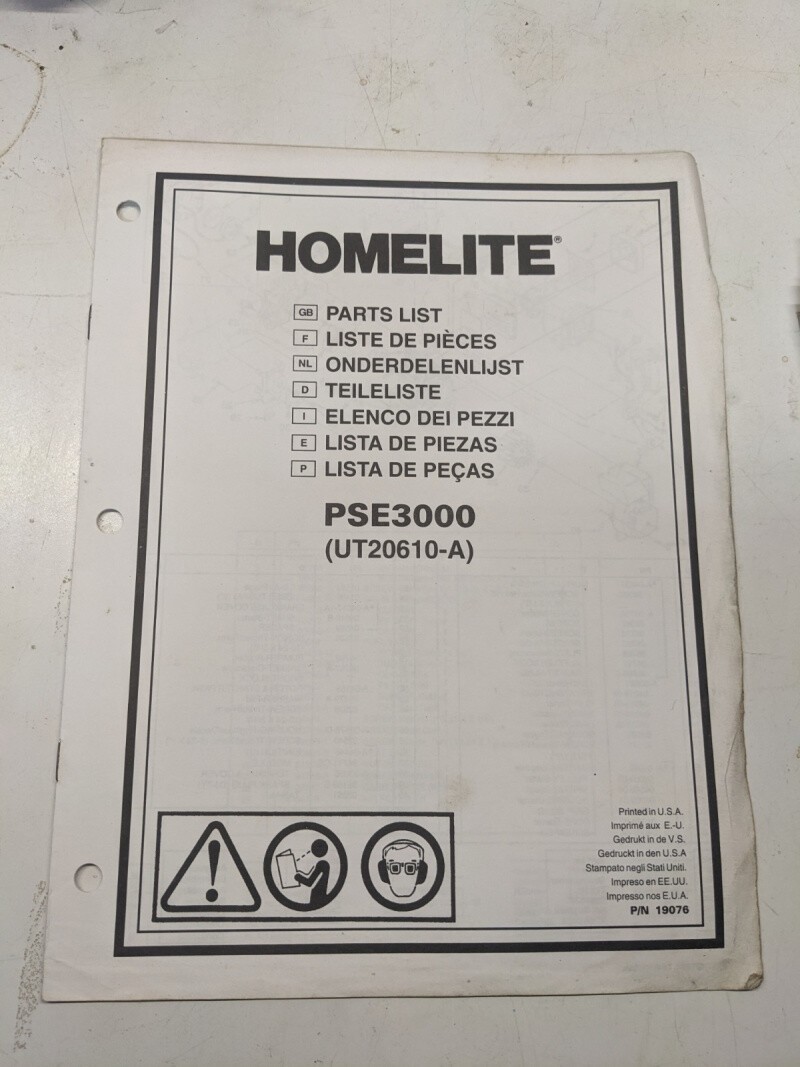 HOMELITE®
GB PARTS LIST
F LISTE DE PIÈCES
NL ONDERDELENLIJST
D TEILELISTE
I ELENCO DEI PEZZI
E LISTA DE PIEZAS
P LISTA DE PEÇAS
PSE3000
(UT20610-A)
Printed in U.S.A.
Imprimé aux E.-U.
Gedrukt in de V.S.
Gedruckt in den U.S.A
Stampato negli Stati Uniti.
Impreso en EE.UU.
Impresso nos E.U.A.
P/N 19076